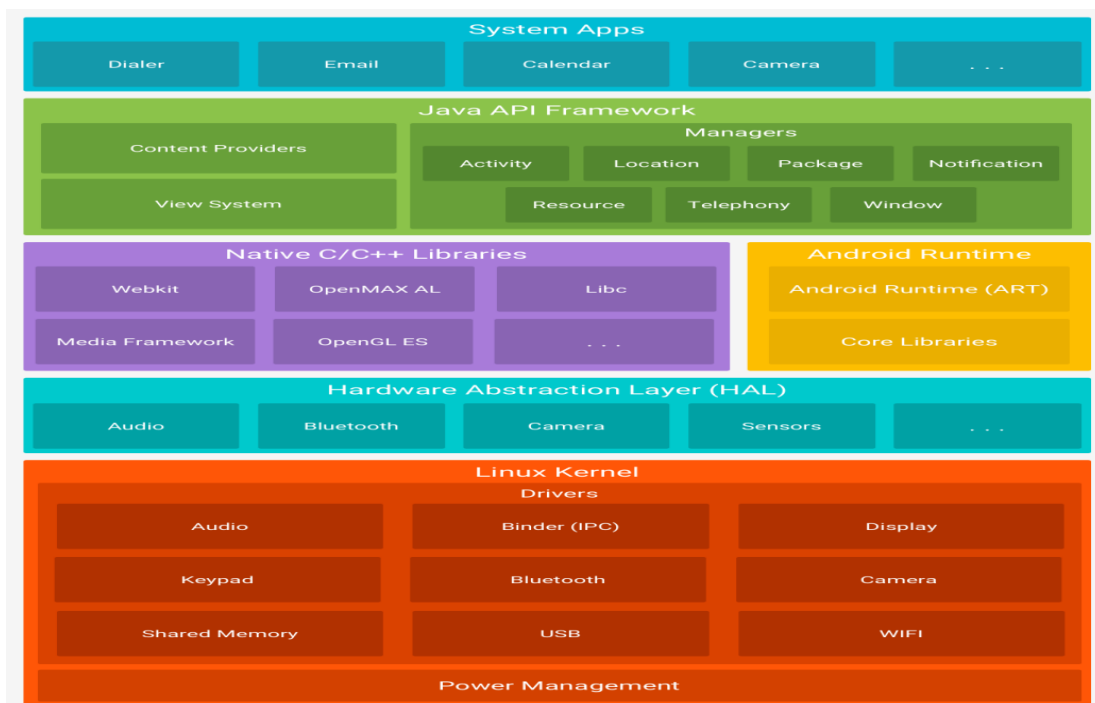 System Apps
Dialer
Email
Calendar
Camera
. . .
Java API Framework
Content Providers
View System
Managers
Activity
Location
Package
Notification
Resource
Telephony
Window
Native C/C++ Libraries
Webkit
OpenMAX AL
Libc
Media Framework
OpenGL ES
. . .
Android Runtime
Android Runtime (ART)
Core Libraries
Hardware Abstraction Layer (HAL)
Audio
Bluetooth
Camera
Sensors
. . .
Linux Kernel
Drivers
Audio
Binder (IPC)
Display
Keypad
Bluetooth
Camera
Shared Memory
USB
WIFI
Power Management